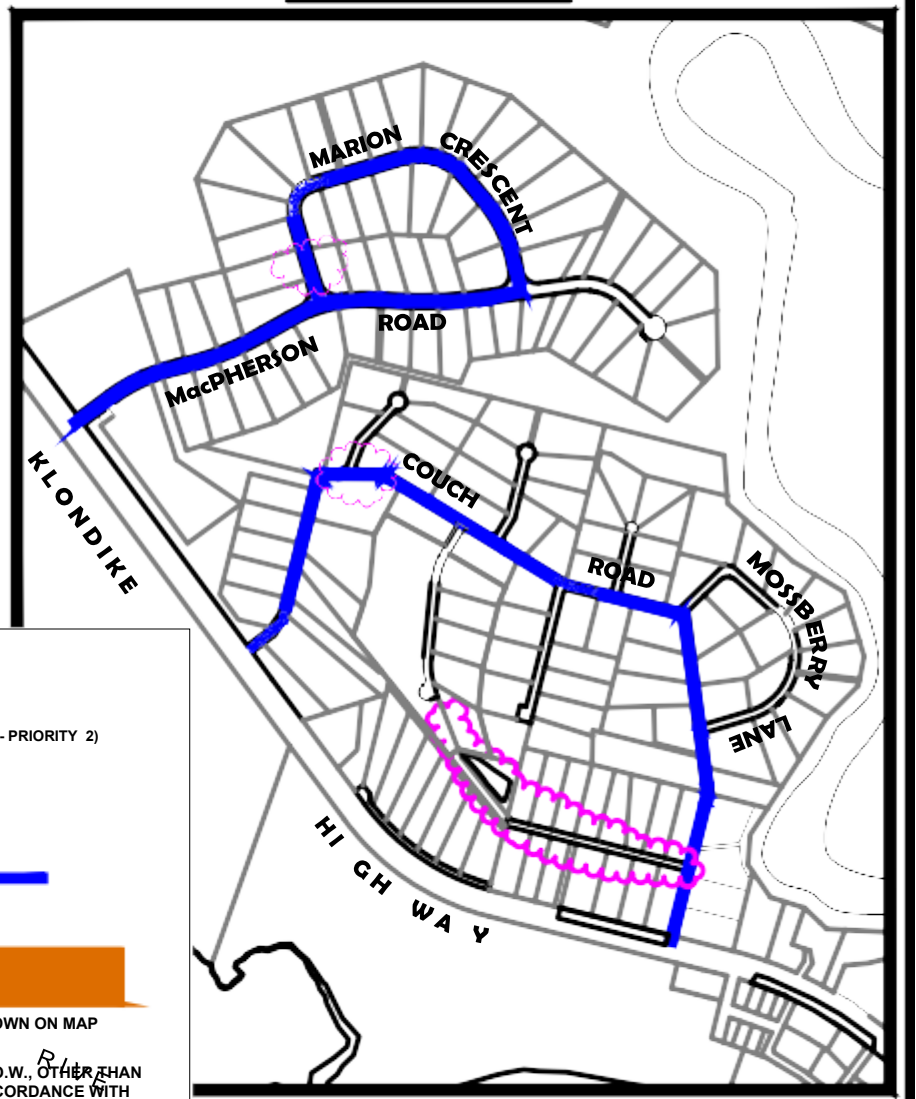 MARION
CRESCENT
ROAD
MacPHERSON
KLONDIKE
COUCH
ROAD
MOSSBERRY
LANE
HIGHWAY
- PRIORITY 2)
OWN ON MAP
O.W., OTHER THAN
CORDANCE WITH